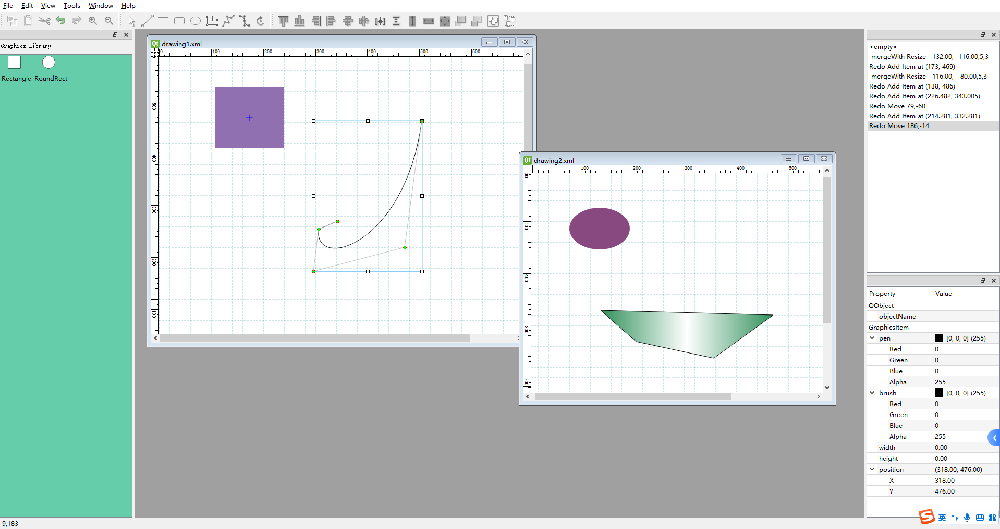 File Edit View Tools Window Help
Graphics Library
Rectangle RoundRect
Qt drawing1.xml
0 100 200 300 400 500 600
500
400
300
200
100
Qt drawing2.xml
100 200 300 400 500
500
400
300
200
<empty>
mergeWith Resize 132.00, -116.00,5,3
Redo Add Item at (173, 469)
mergeWith Resize 116.00, -80.00,5,3
Redo Add Item at (138, 486)
Redo Add Item at (226.482, 343.005)
Redo Move 79,-60
Redo Add Item at (214.281, 332.281)
Redo Move 186,-14
Property Value
QObject
objectName
GraphicsItem
pen [0, 0, 0] (255)
Red 0
Green 0
Blue 0
Alpha 255
brush [0, 0, 0] (255)
Red 0
Green 0
Blue 0
Alpha 255
width 0.00
height 0.00
position (318.00, 476.00)
X 318.00
Y 476.00
S 英
9,183